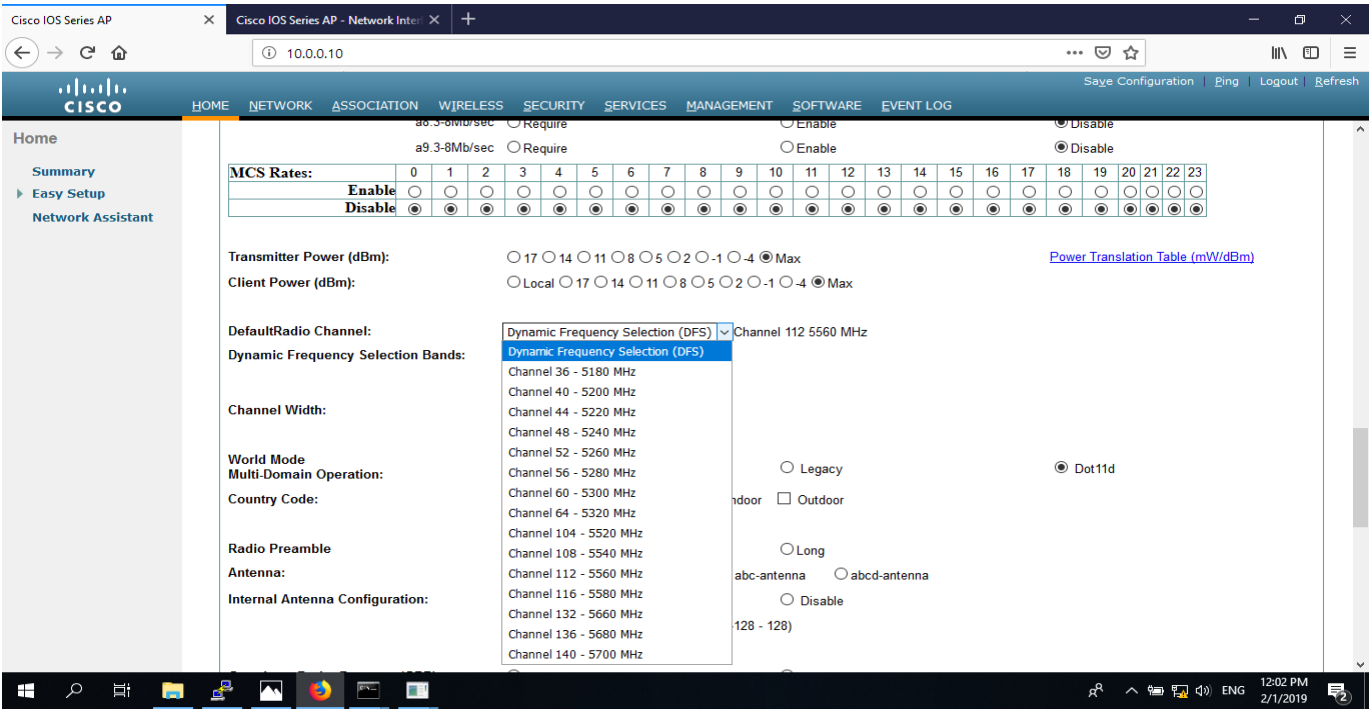 Cisco IOS Series AP
Cisco IOS Series AP - Network Inter
10.0.0.10
Save Configuration | Ping | Logout | Refresh
CISCO
HOME NETWORK ASSOCIATION WIRELESS SECURITY SERVICES MANAGEMENT SOFTWARE EVENT LOG
Home
Summary
Easy Setup
Network Assistant
a8.3-6Mb/sec Require Enable Disable
a9.3-8Mb/sec Require Enable Disable
MCS Rates: 0 1 2 3 4 5 6 7 8 9 10 11 12 13 14 15 16 17 18 19 20 21 22 23
Enable
Disable
Transmitter Power (dBm): 17 14 11 8 5 2 -1 -4 Max Power Translation Table (mW/dBm)
Client Power (dBm): Local 17 14 11 8 5 2 -1 -4 Max
DefaultRadio Channel: Dynamic Frequency Selection (DFS) Channel 112 5560 MHz
Dynamic Frequency Selection Bands:
Dynamic Frequency Selection (DFS)
Channel 36 - 5180 MHz
Channel 40 - 5200 MHz
Channel 44 - 5220 MHz
Channel 48 - 5240 MHz
Channel 52 - 5260 MHz
Channel 56 - 5280 MHz
Channel 60 - 5300 MHz
Channel 64 - 5320 MHz
Channel 104 - 5520 MHz
Channel 108 - 5540 MHz
Channel 112 - 5560 MHz
Channel 116 - 5580 MHz
Channel 132 - 5660 MHz
Channel 136 - 5680 MHz
Channel 140 - 5700 MHz
Channel Width:
World Mode
Multi-Domain Operation: Legacy Dot11d
Country Code: ndoor Outdoor
Radio Preamble Long
Antenna: abc-antenna abcd-antenna
Internal Antenna Configuration: Disable
-128 - 128)
ENG
12:02 PM
2/1/2019
2